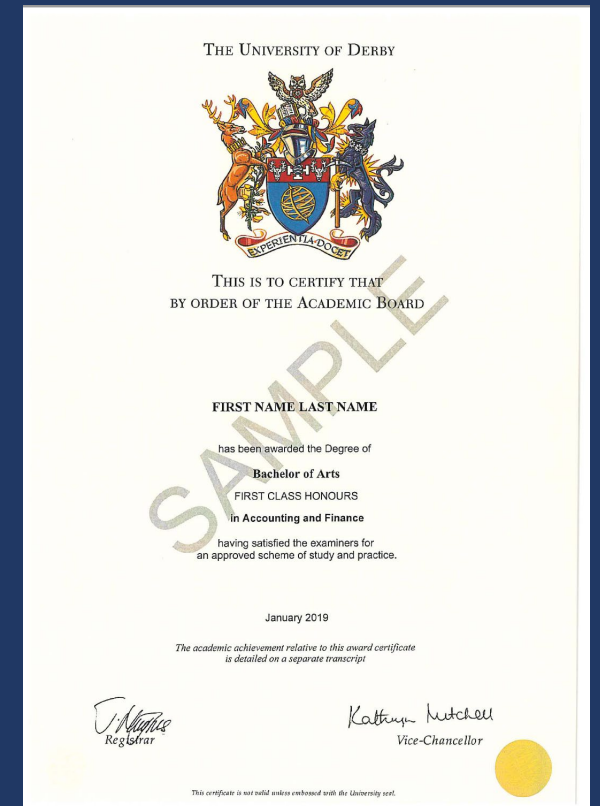 THE UNIVERSITY OF DERBY
EXPERIENTIA DOCET
THIS IS TO CERTIFY THAT
BY ORDER OF THE ACADEMIC BOARD
SAMPLE
FIRST NAME LAST NAME
has been awarded the Degree of
Bachelor of Arts
FIRST CLASS HONOURS
in Accounting and Finance
having satisfied the examiners for
an approved scheme of study and practice.
January 2019
The academic achievement relative to this award certificate
is detailed on a separate transcript
J. Hughes
Registrar
Kathryn Mitchell
Vice-Chancellor
This certificate is not valid unless embossed with the University seal.